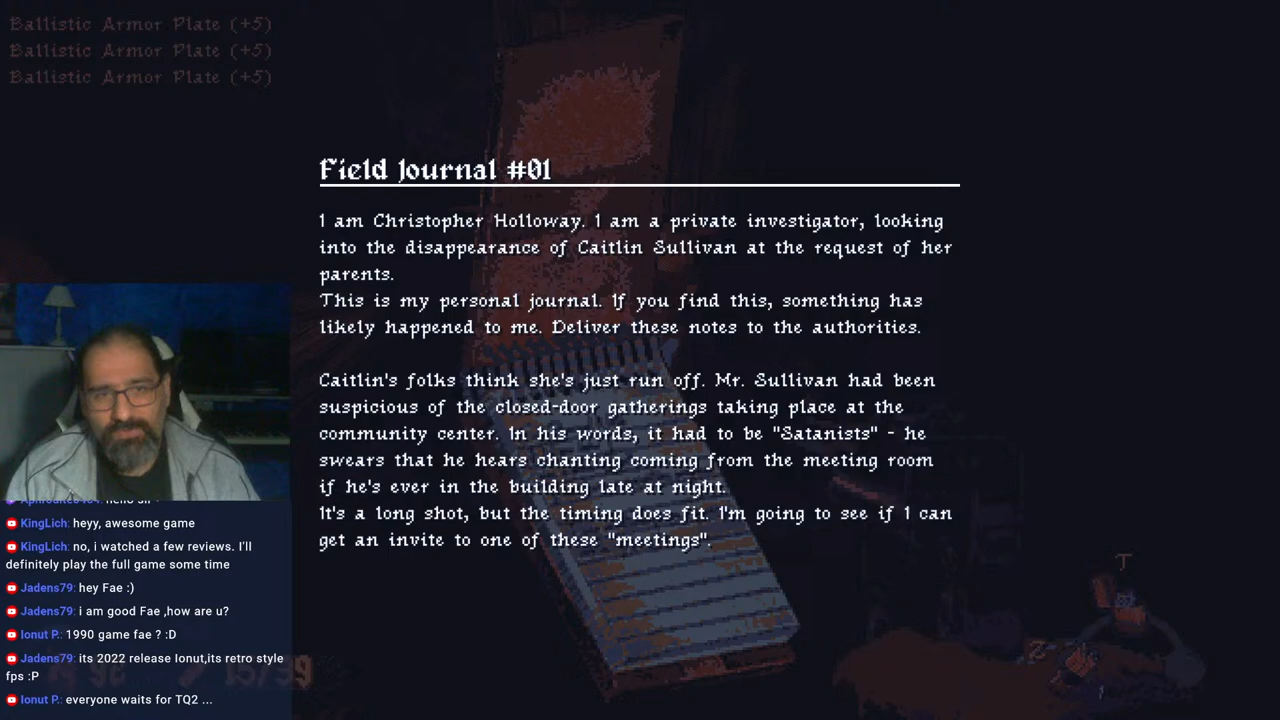 Ballistic Armor Plate (+5)
Ballistic Armor Plate (+5)
Ballistic Armor Plate (+5)
Field Journal #01
I am Christopher Holloway. I am a private investigator, looking
into the disappearance of Caitlin Sullivan at the request of her
parents.
This is my personal journal. If you find this, something has
likely happened to me. Deliver these notes to the authorities.
Caitlin's folks think she's just run off. Mr. Sullivan had been
suspicious of the closed-door gatherings taking place at the
community center. In his words, it had to be "Satanists" - he
swears that he hears chanting coming from the meeting room
if he's ever in the building late at night.
It's a long shot, but the timing does fit. I'm going to see if I can
get an invite to one of these "meetings".
KingLich: heyy, awesome game
KingLich: no, i watched a few reviews. I'll
definitely play the full game some time
Jadens79: hey Fae :)
Jadens79: i am good Fae ,how are u?
Ionut P.: 1990 game fae ? :D
Jadens79: its 2022 release Ionut,its retro style
fps :P
Ionut P.: everyone waits for TQ2 ...